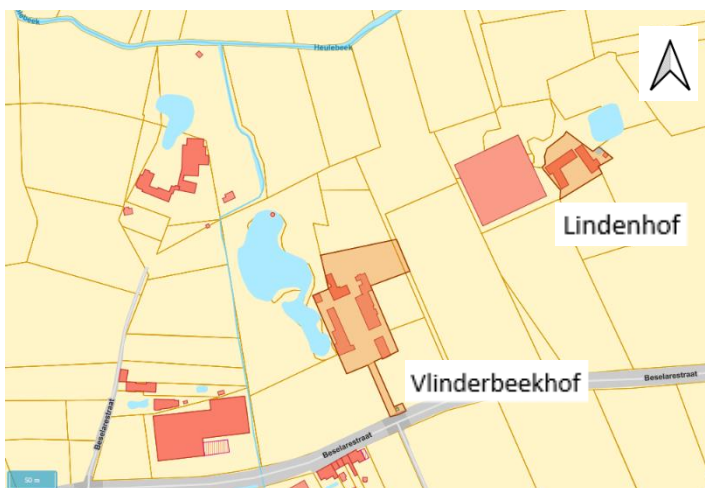 Heulebeek
Lindenhof
Vlinderbeekhof
Beselarestraat
Beselarestraat
Beselarestraat
50 m